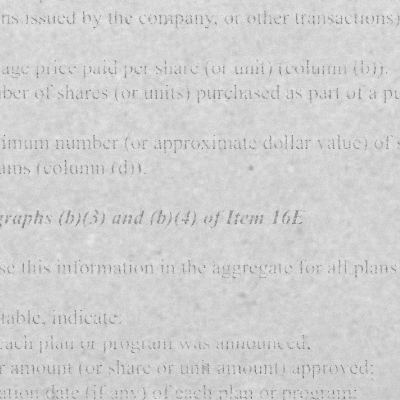 ns issued by the company, or other transactions)
age price paid per share (or unit) (column (b)).
ber of shares (or units) purchased as part of a pu
imum number (or approximate dollar value) of s
ams (column (d)).
graphs (b)(3) and (b)(4) of Item 16E
se this information in the aggregate for all plans
table, indicate:
each plan or program was announced;
r amount (or share or unit amount) approved;
ation date (if any) of each plan or program;